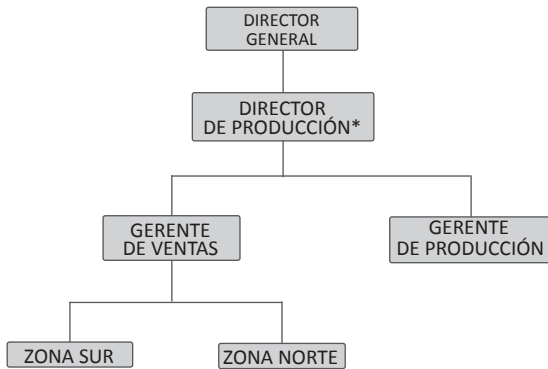 DIRECTOR
GENERAL
DIRECTOR
DE PRODUCCIÓN*
GERENTE
DE VENTAS
GERENTE
DE PRODUCCIÓN
ZONA SUR
ZONA NORTE